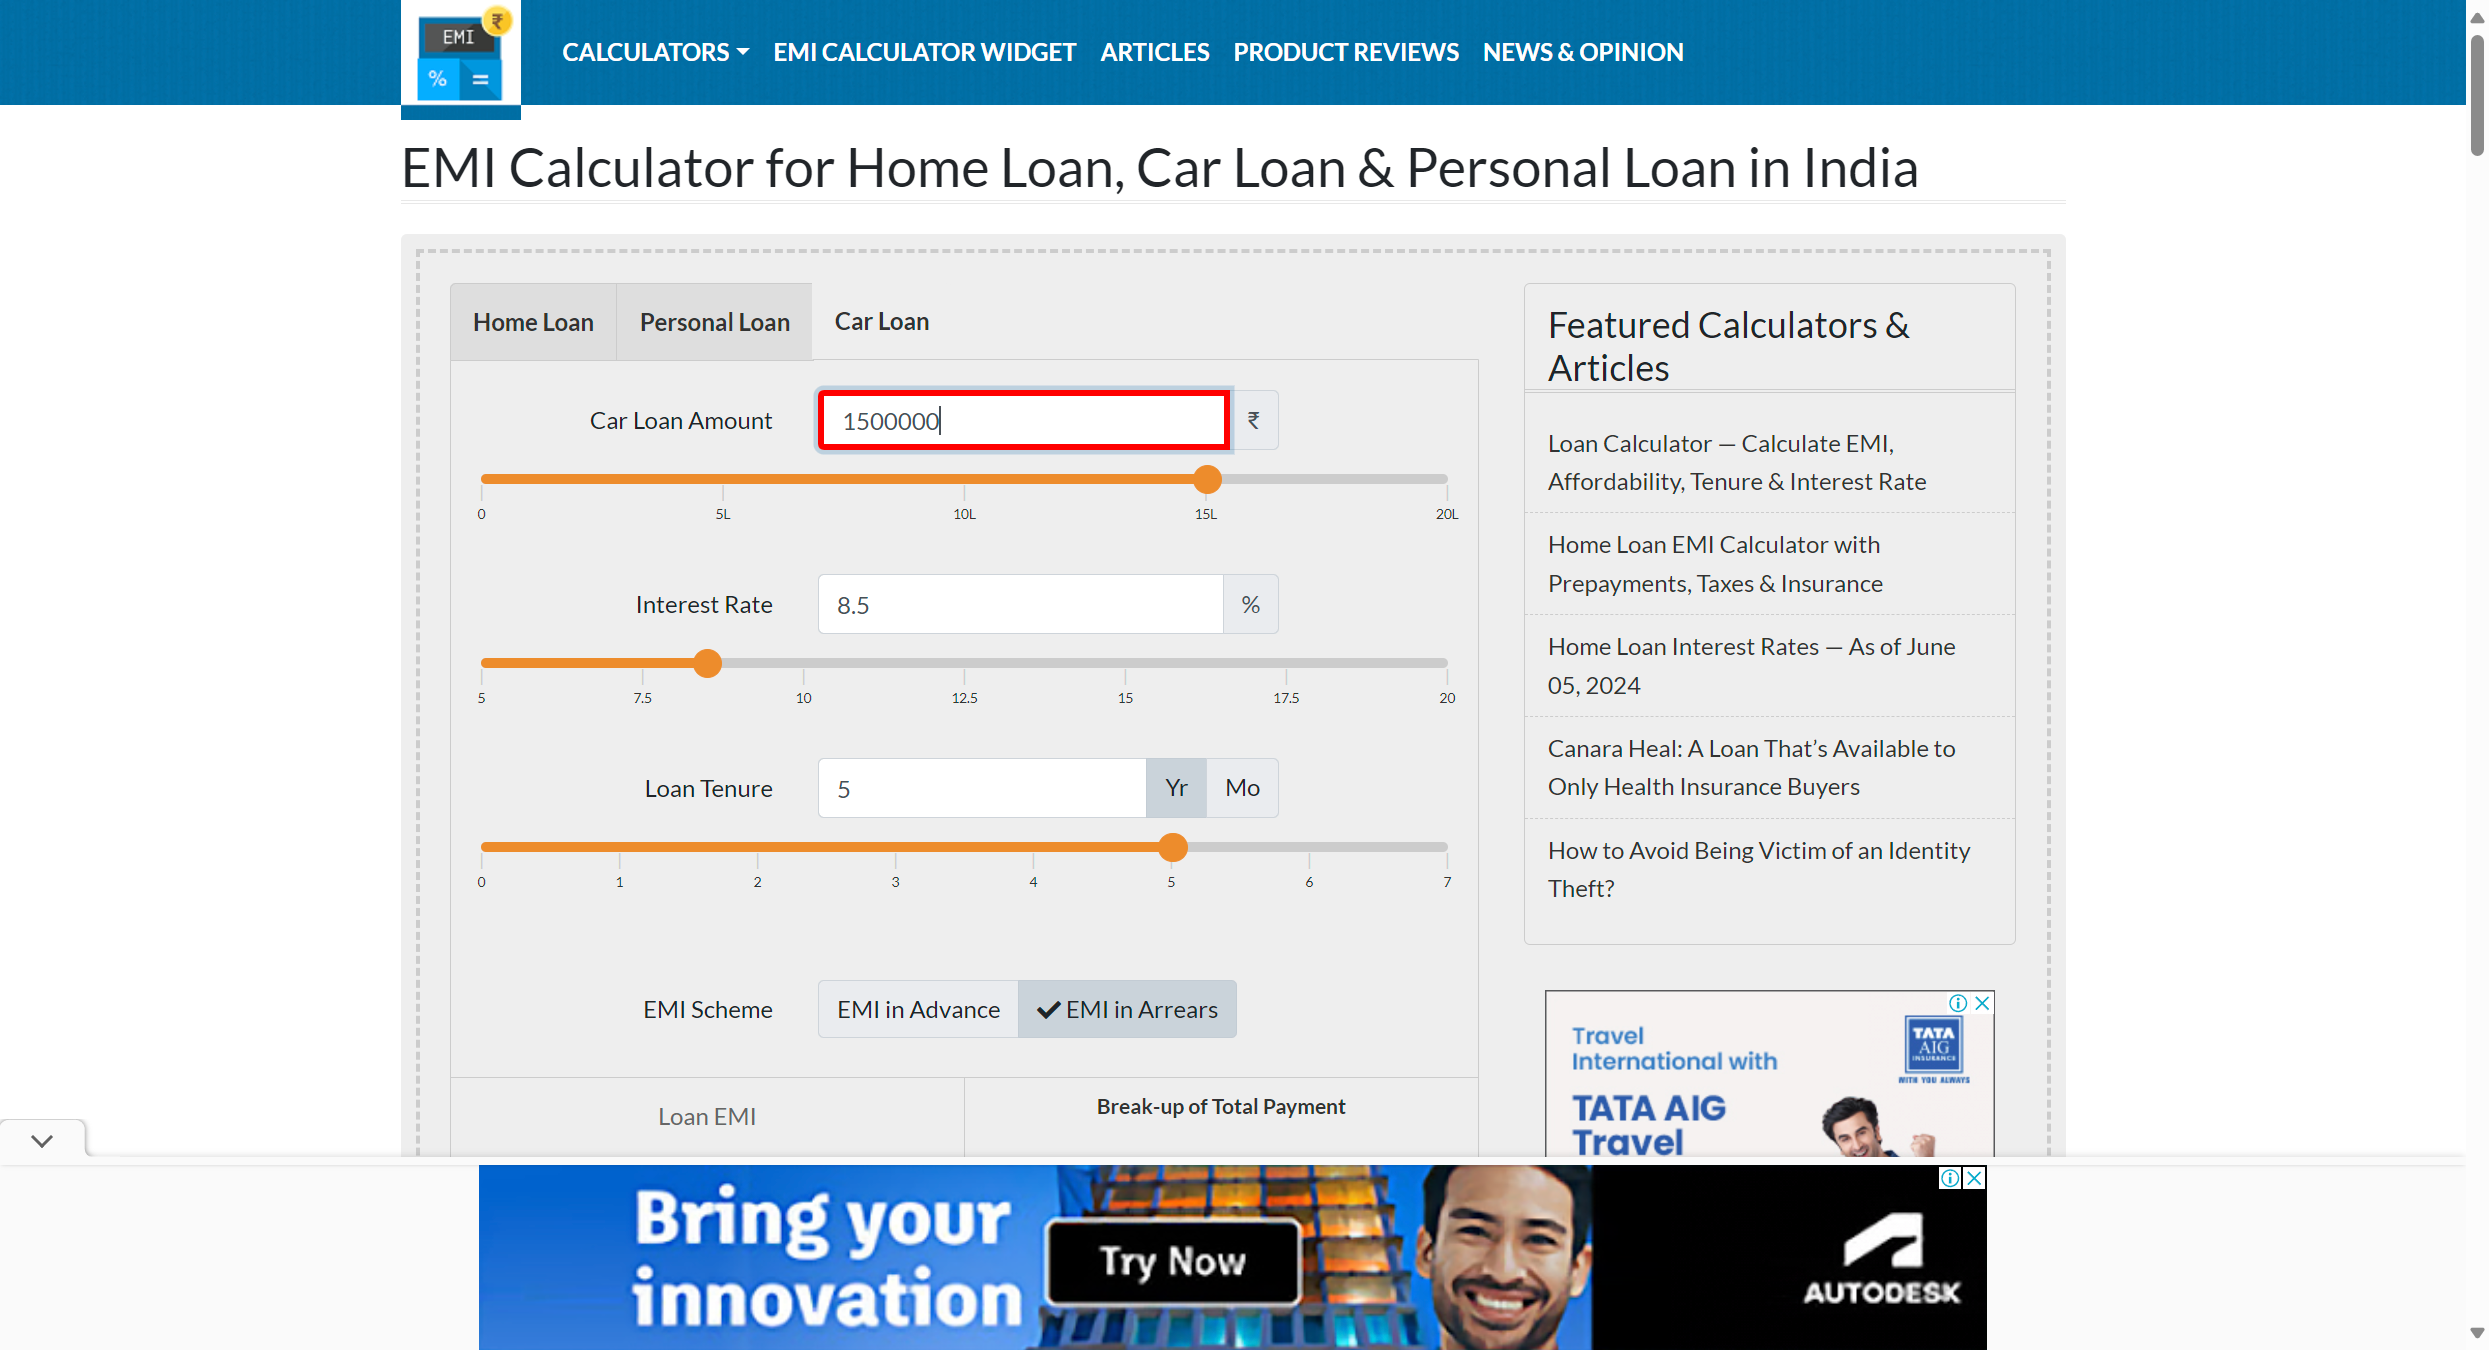 EMI
₹
%
=
CALCULATORS EMI CALCULATOR WIDGET ARTICLES PRODUCT REVIEWS NEWS & OPINION
EMI Calculator for Home Loan, Car Loan & Personal Loan in India
Home Loan Personal Loan Car Loan
Car Loan Amount 1500000 ₹
0 5L 10L 15L 20L
Interest Rate 8.5 %
5 7.5 10 12.5 15 17.5 20
Loan Tenure 5 Yr Mo
0 1 2 3 4 5 6 7
EMI Scheme EMI in Advance EMI in Arrears
Loan EMI
Break-up of Total Payment
Featured Calculators &
Articles
Loan Calculator — Calculate EMI,
Affordability, Tenure & Interest Rate
Home Loan EMI Calculator with
Prepayments, Taxes & Insurance
Home Loan Interest Rates — As of June
05, 2024
Canara Heal: A Loan That’s Available to
Only Health Insurance Buyers
How to Avoid Being Victim of an Identity
Theft?
Travel
International with
TATA AIG
Travel
TATA
AIG
INSURANCE
WITH YOU ALWAYS
Bring your
innovation
Try Now
AUTODESK